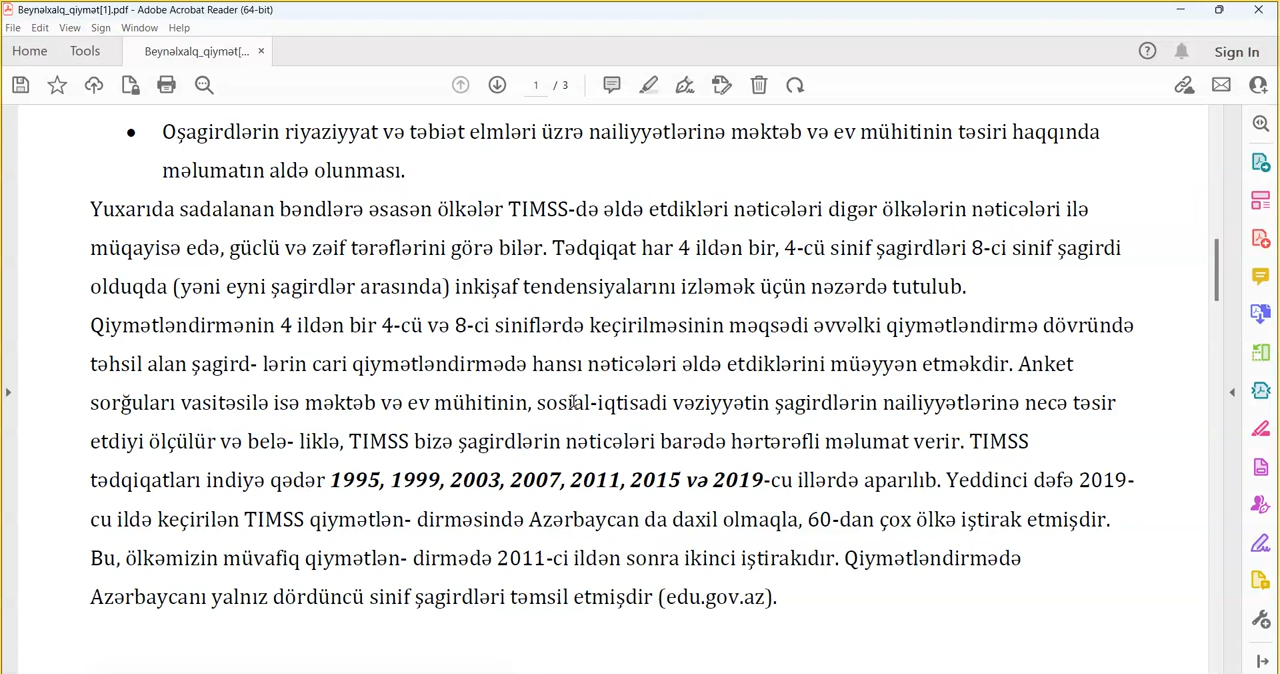 Beynəlxalq_qiymət[1].pdf - Adobe Acrobat Reader (64-bit)
File Edit View Sign Window Help
Home Tools Beynəlxalq_qiymət[... × Sign In
1 / 3
• Oşagirdlərin riyaziyyat və təbiət elmləri üzrə nailiyyətlərinə məktəb və ev mühitinin təsiri haqqında
məlumatın aldə olunması.
Yuxarıda sadalanan bəndlərə əsasən ölkələr TIMSS-də əldə etdikləri nəticələri digər ölkələrin nəticələri ilə
müqayisə edə, güclü və zəif tərəflərini görə bilər. Tədqiqat har 4 ildən bir, 4-cü sinif şagirdləri 8-ci sinif şagirdi
olduqda (yəni eyni şagirdlər arasında) inkişaf tendensiyalarını izləmək üçün nəzərdə tutulub.
Qiymətləndirmənin 4 ildən bir 4-cü və 8-ci siniflərdə keçirilməsinin məqsədi əvvəlki qiymətləndirmə dövründə
təhsil alan şagird- lərin cari qiymətləndirmədə hansı nəticələri əldə etdiklərini müəyyən etməkdir. Anket
sorğuları vasitəsilə isə məktəb və ev mühitinin, sosial-iqtisadi vəziyyətin şagirdlərin nailiyyətlərinə necə təsir
etdiyi ölçülür və belə- liklə, TIMSS bizə şagirdlərin nəticələri barədə hərtərəfli məlumat verir. TIMSS
tədqiqatları indiyə qədər 1995, 1999, 2003, 2007, 2011, 2015 və 2019-cu illərdə aparılıb. Yeddinci dəfə 2019-
cu ildə keçirilən TIMSS qiymətlən- dirməsində Azərbaycan da daxil olmaqla, 60-dan çox ölkə iştirak etmişdir.
Bu, ölkəmizin müvafiq qiymətlən- dirmədə 2011-ci ildən sonra ikinci iştirakıdır. Qiymətləndirmədə
Azərbaycanı yalnız dördüncü sinif şagirdləri təmsil etmişdir (edu.gov.az).